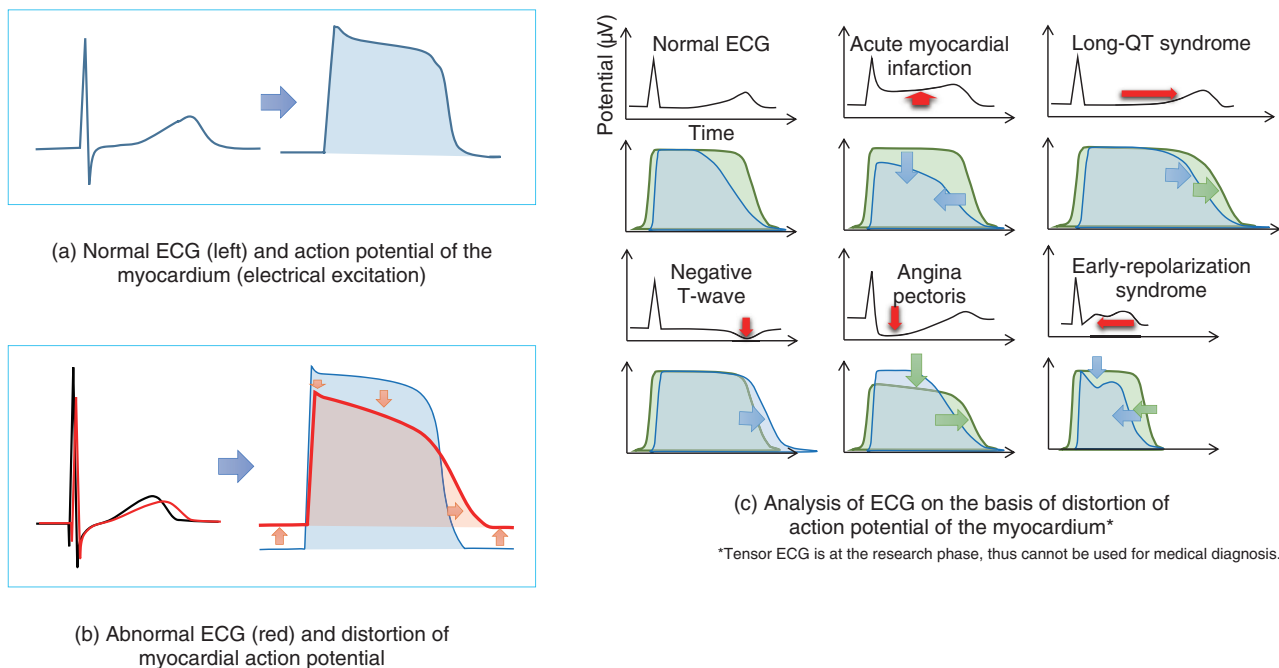 (a) Normal ECG (left) and action potential of the
myocardium (electrical excitation)
(b) Abnormal ECG (red) and distortion of
myocardial action potential
Potential (μV)
Normal ECG
Time
Acute myocardial
infarction
Long-QT syndrome
Negative
T-wave
Angina
pectoris
Early-repolarization
syndrome
(c) Analysis of ECG on the basis of distortion of
action potential of the myocardium*
*Tensor ECG is at the research phase, thus cannot be used for medical diagnosis.